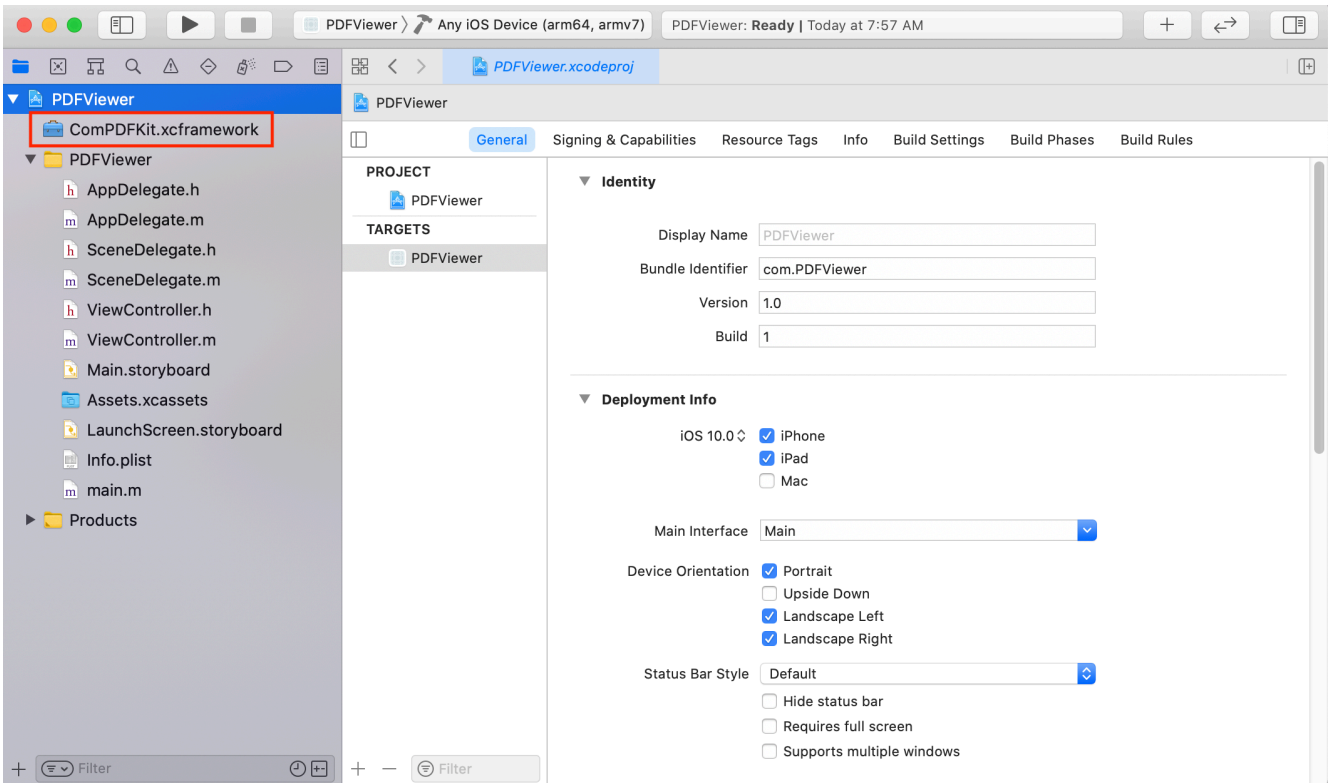 PDFViewer 〉 Any iOS Device (arm64, armv7)
PDFViewer: Ready | Today at 7:57 AM
PDFViewer
ComPDFKit.xcframework
PDFViewer
h AppDelegate.h
m AppDelegate.m
h SceneDelegate.h
m SceneDelegate.m
h ViewController.h
m ViewController.m
Main.storyboard
Assets.xcassets
LaunchScreen.storyboard
Info.plist
m main.m
Products
Filter
PDFViewer.xcodeproj
PDFViewer
General Signing & Capabilities Resource Tags Info Build Settings Build Phases Build Rules
PROJECT
PDFViewer
TARGETS
PDFViewer
Filter
Identity
Display Name PDFViewer
Bundle Identifier com.PDFViewer
Version 1.0
Build 1
Deployment Info
iOS 10.0 iPhone
iPad
Mac
Main Interface Main
Device Orientation Portrait
Upside Down
Landscape Left
Landscape Right
Status Bar Style Default
Hide status bar
Requires full screen
Supports multiple windows